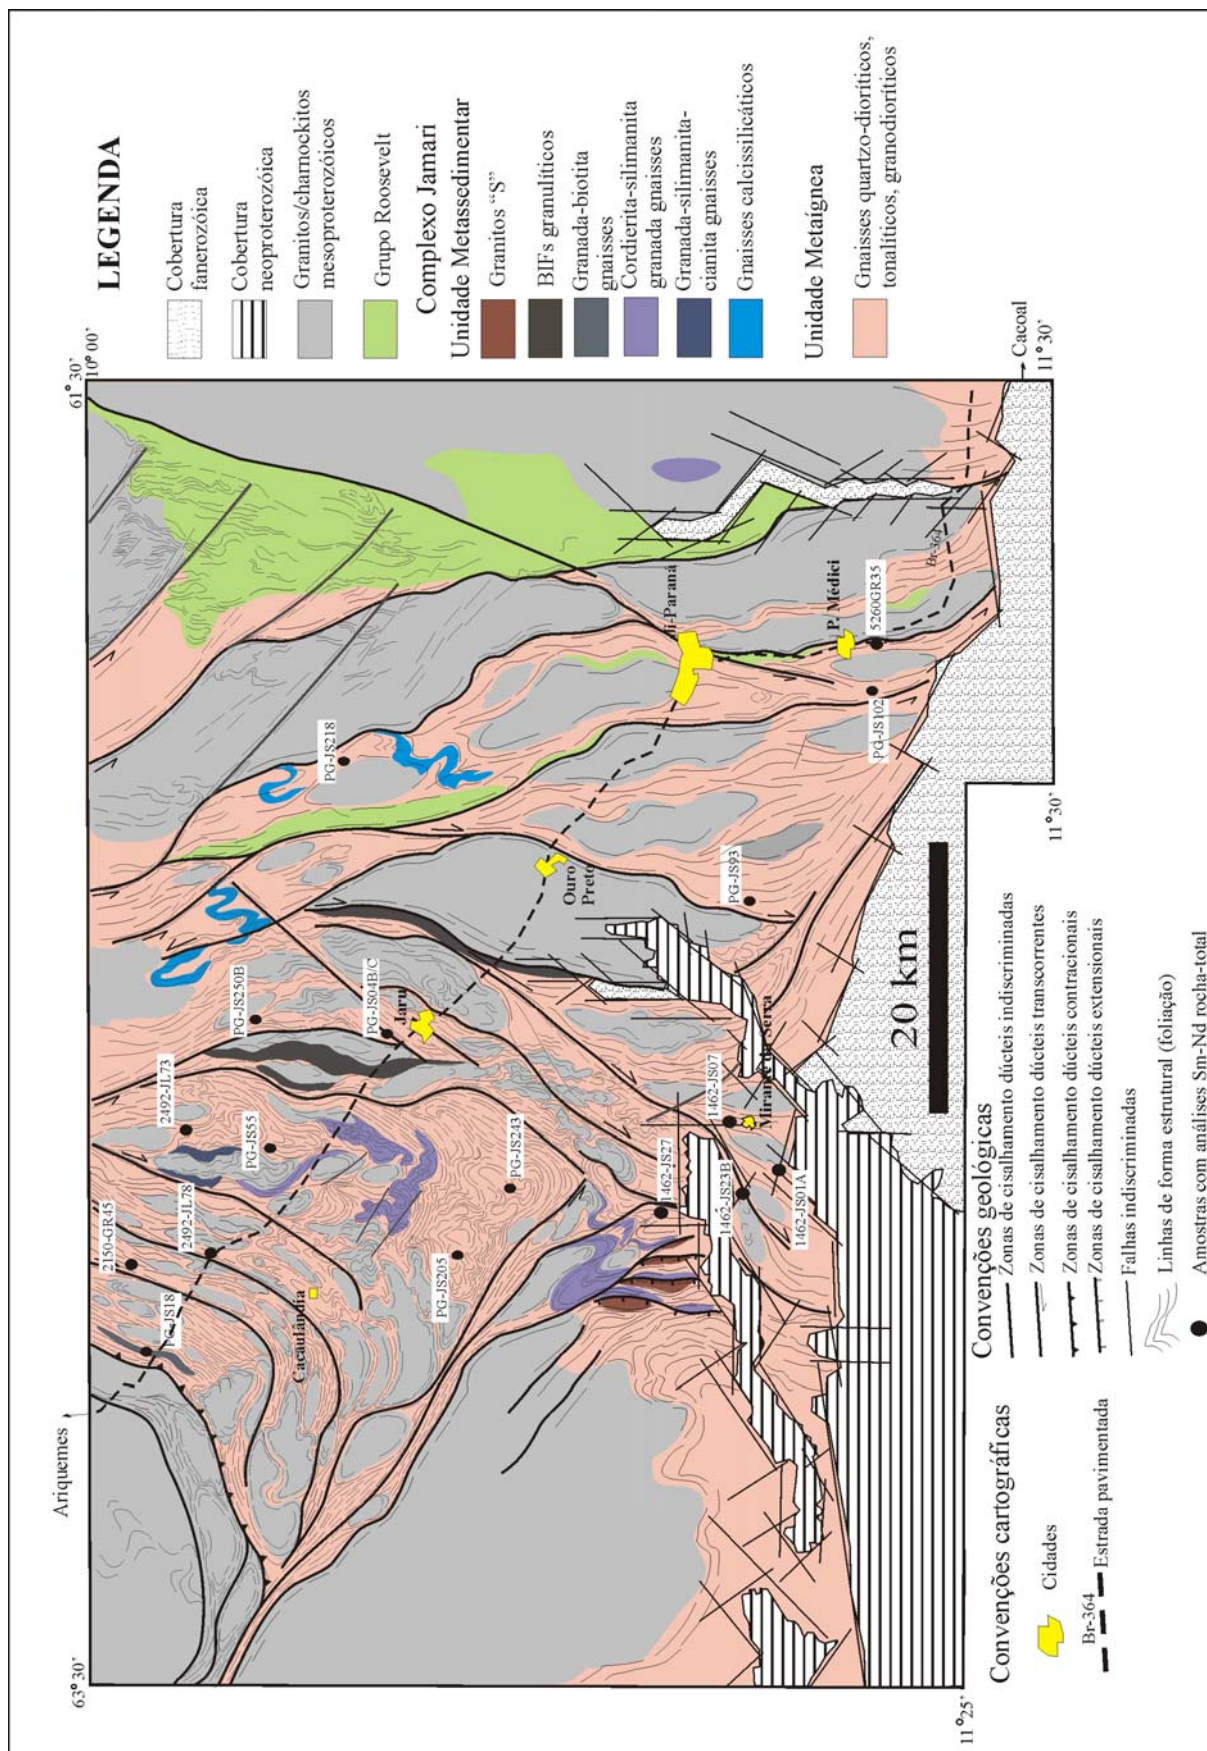 LEGENDA
Cobertura
fanerozóica
Cobertura
neoproterozóica
Granitos/charnockitos
mesoproterozóicos
Grupo Roosevelt
Complexo Jamari
Unidade Metassedimentar
Granitos “S”
BIFs granulíticos
Granada-biotita
gnaisses
Cordierita-silimanita
granada gnaisses
Granada-silimanita-
cianita gnaisses
Gnaisses calcissilicáticos
Unidade Metaígnea
Gnaisses quartzo-dioríticos,
tonalíticos, granodioríticos
63°30'
Ariquemes
61°30'
10°00'
PG-JS18
2150-GR45
2492-JL78
2492-JL73
PG-JS55
PG-JS250B
PG-JS218
Cacaulândia
PG-JS04B/C
Jaru
PG-JS205
PG-JS243
Ouro
Preto
Ji-Paraná
1462-JS27
1462-JS07
1462-JS23B
Mirante da Serra
1462-JS01A
PG-JS93
P. Médici
PG-JS102
5260GR35
Br-364
Cacoal
11°30'
11°30'
11°25'
20 km
Convenções cartográficas
Cidades
Br-364
Estrada pavimentada
Convenções geológicas
Zonas de cisalhamento dúcteis indiscriminadas
Zonas de cisalhamento dúcteis transcorrentes
Zonas de cisalhamento dúcteis contracionais
Zonas de cisalhamento dúcteis extensionais
Falhas indiscriminadas
Linhas de forma estrutural (foliação)
Amostras com análises Sm-Nd rocha-total